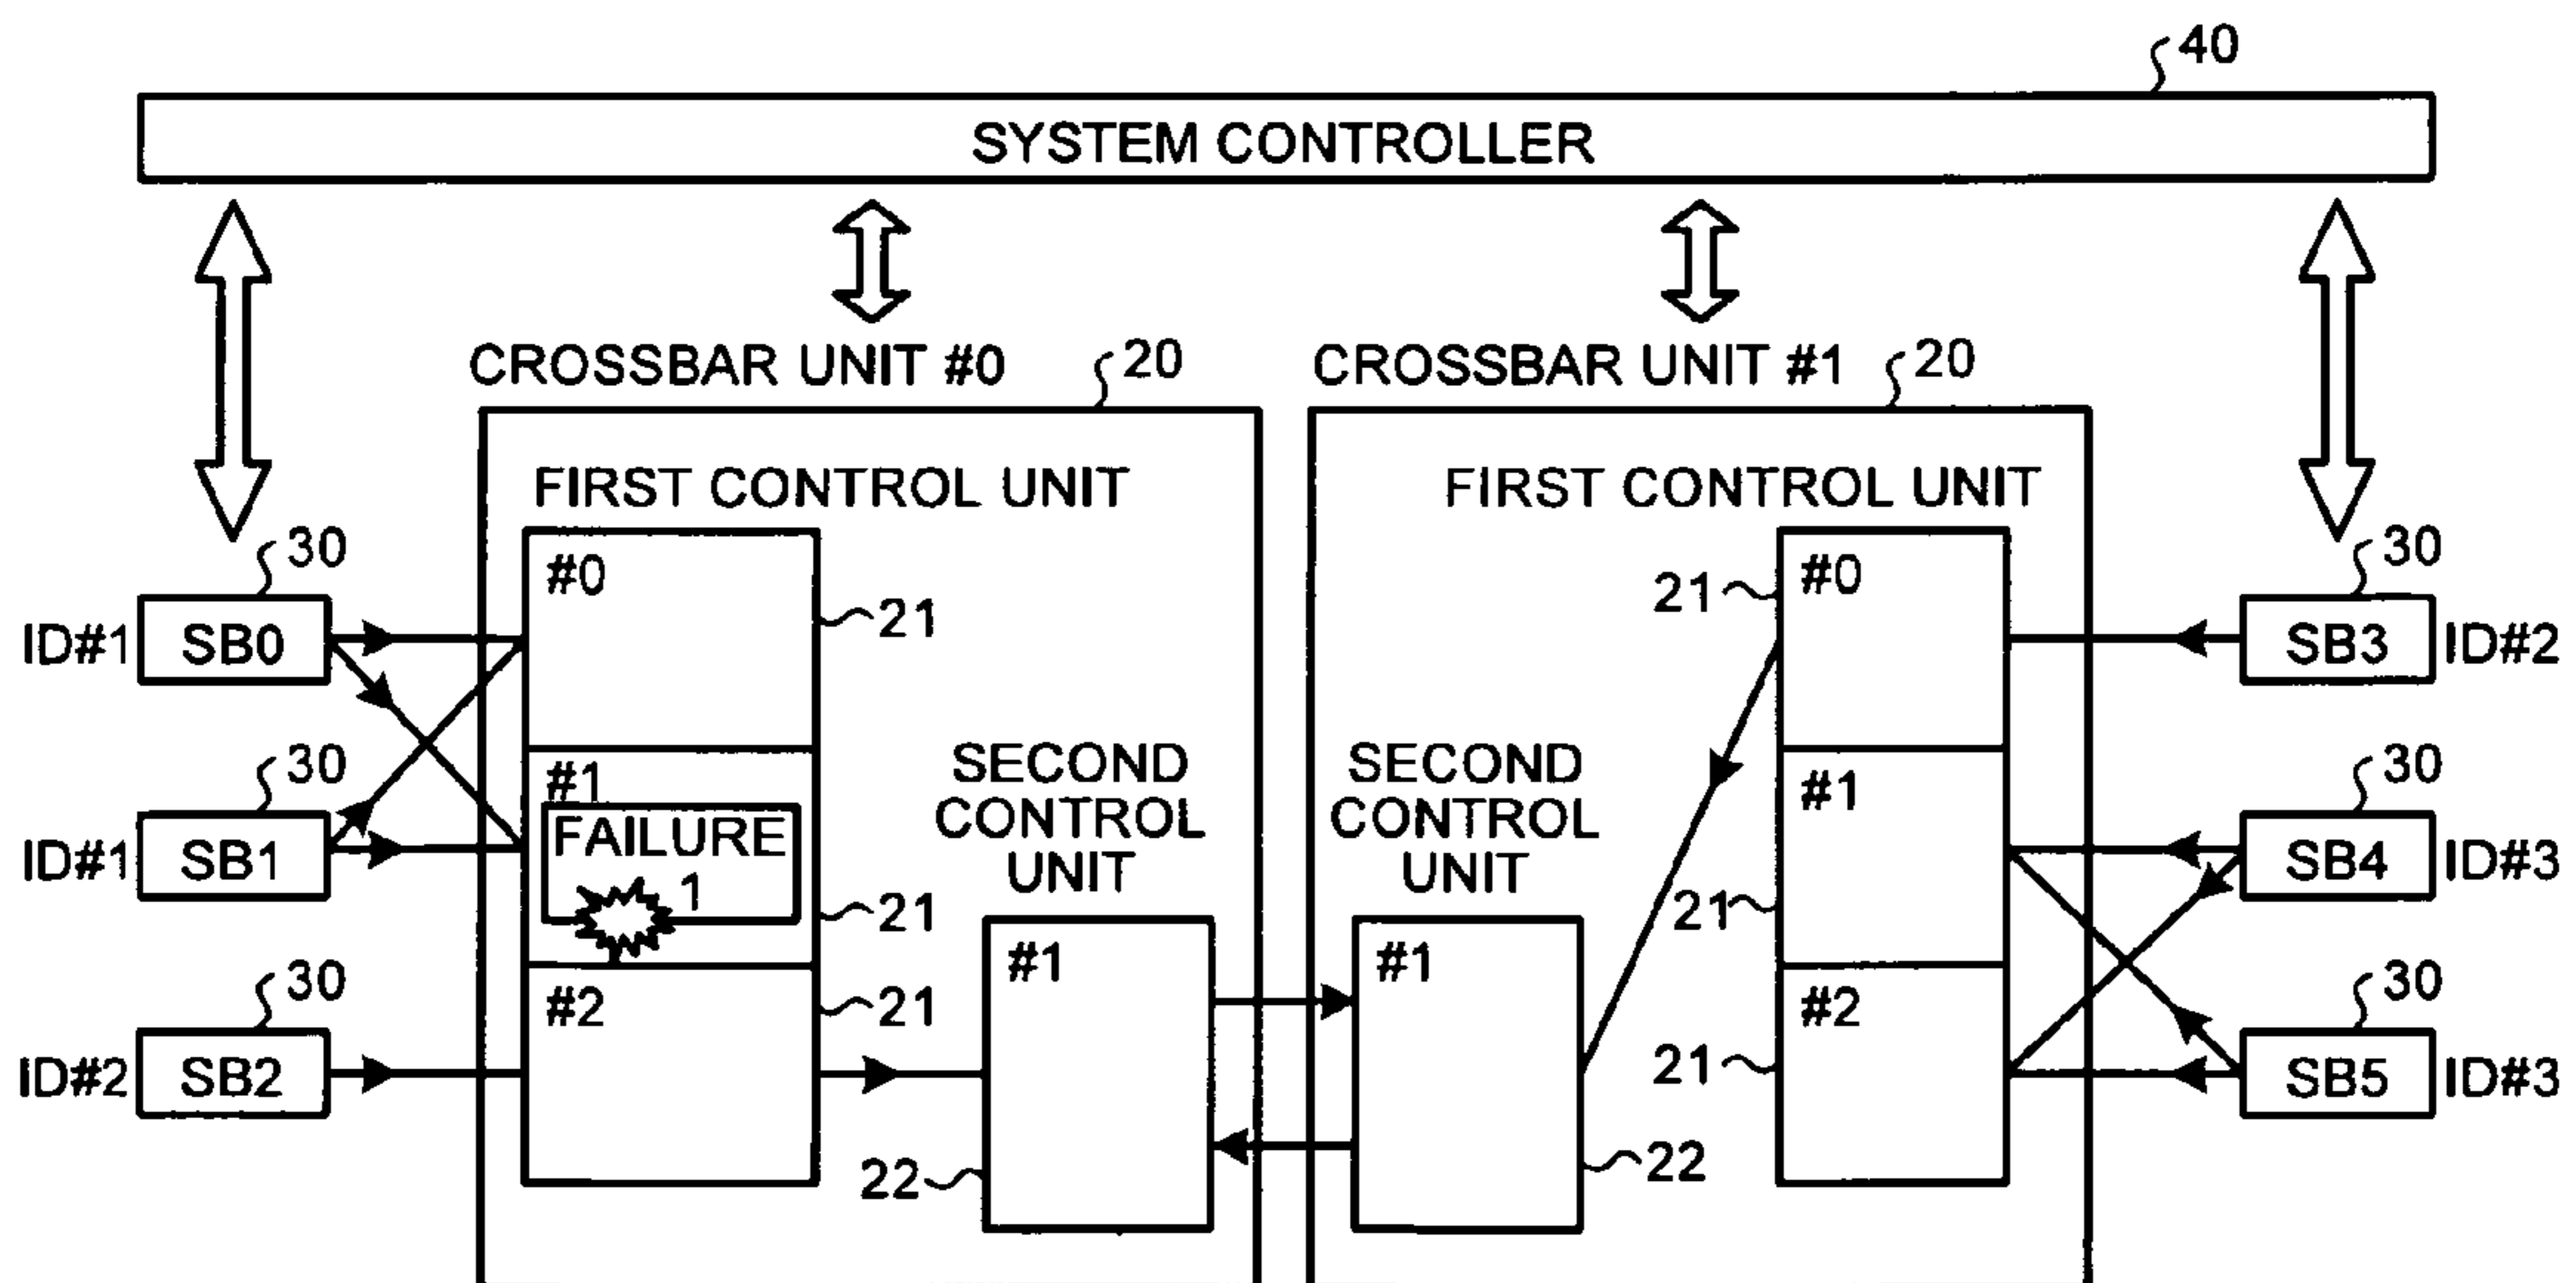 40
SYSTEM CONTROLLER
CROSSBAR UNIT #0
20
CROSSBAR UNIT #1
20
FIRST CONTROL UNIT
FIRST CONTROL UNIT
30
#0
21
21
#0
30
ID#1
SB0
SB3
ID#2
30
#1
FAILURE
1
21
SECOND
CONTROL
UNIT
SECOND
CONTROL
UNIT
#1
21
30
ID#1
SB1
SB4
ID#3
30
#2
21
#1
#1
#2
21
30
ID#2
SB2
SB5
ID#3
22
22